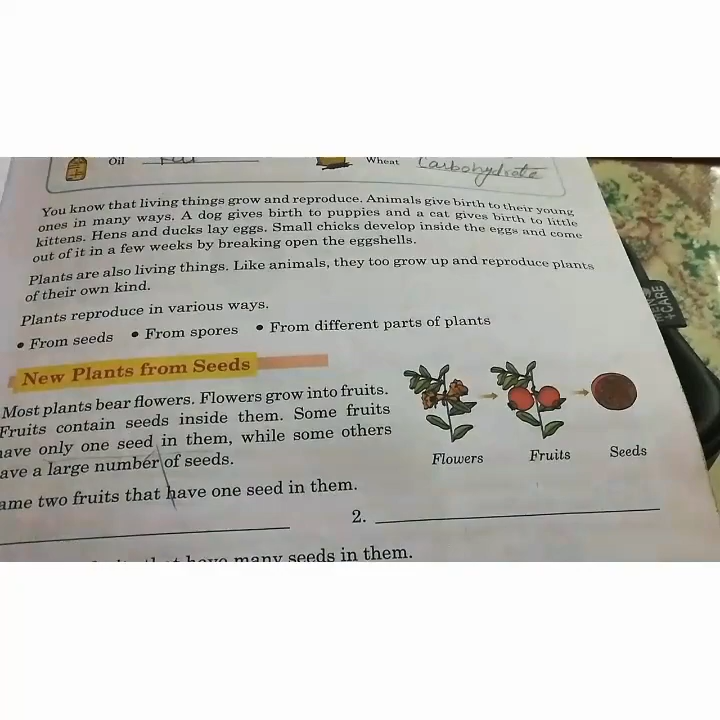 Oil
Wheat Carbohydrate
You know that living things grow and reproduce. Animals give birth to their young
ones in many ways. A dog gives birth to puppies and a cat gives birth to little
kittens. Hens and ducks lay eggs. Small chicks develop inside the eggs and come
out of it in a few weeks by breaking open the eggshells.
Plants are also living things. Like animals, they too grow up and reproduce plants
of their own kind.
Plants reproduce in various ways.
• From seeds • From spores • From different parts of plants
New Plants from Seeds
Most plants bear flowers. Flowers grow into fruits.
Fruits contain seeds inside them. Some fruits
have only one seed in them, while some others
ave a large number of seeds.
ame two fruits that have one seed in them.
2.
have many seeds in them.
Flowers Fruits Seeds
CARE